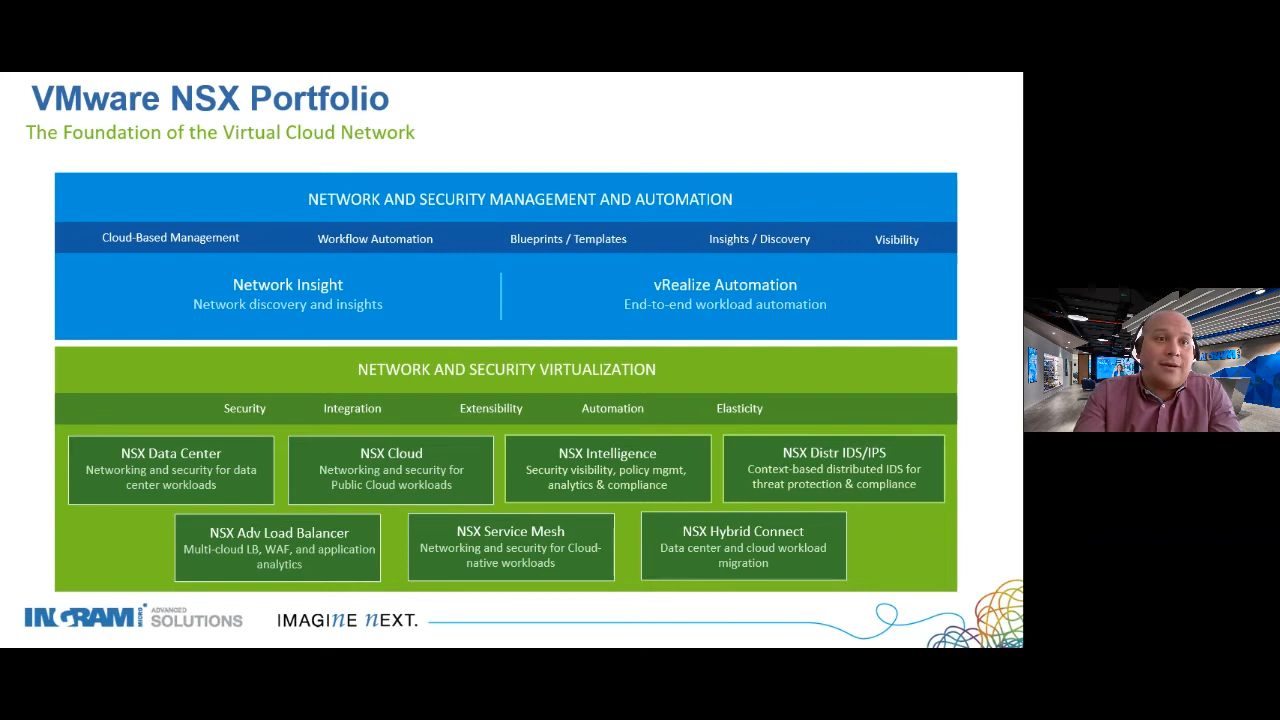 VMware NSX Portfolio
The Foundation of the Virtual Cloud Network
NETWORK AND SECURITY MANAGEMENT AND AUTOMATION
Cloud-Based Management
Workflow Automation
Blueprints / Templates
Insights / Discovery
Visibility
Network Insight
Network discovery and insights
vRealize Automation
End-to-end workload automation
NETWORK AND SECURITY VIRTUALIZATION
Security
Integration
Extensibility
Automation
Elasticity
NSX Data Center
Networking and security for data
center workloads
NSX Cloud
Networking and security for
Public Cloud workloads
NSX Intelligence
Security visibility, policy mgmt,
analytics & compliance
NSX Distr IDS/IPS
Context-based distributed IDS for
threat protection & compliance
NSX Adv Load Balancer
Multi-cloud LB, WAF, and application
analytics
NSX Service Mesh
Networking and security for Cloud-
native workloads
NSX Hybrid Connect
Data center and cloud workload
migration
INGRAM MICRO
ADVANCED
SOLUTIONS
IMAGINE NEXT.